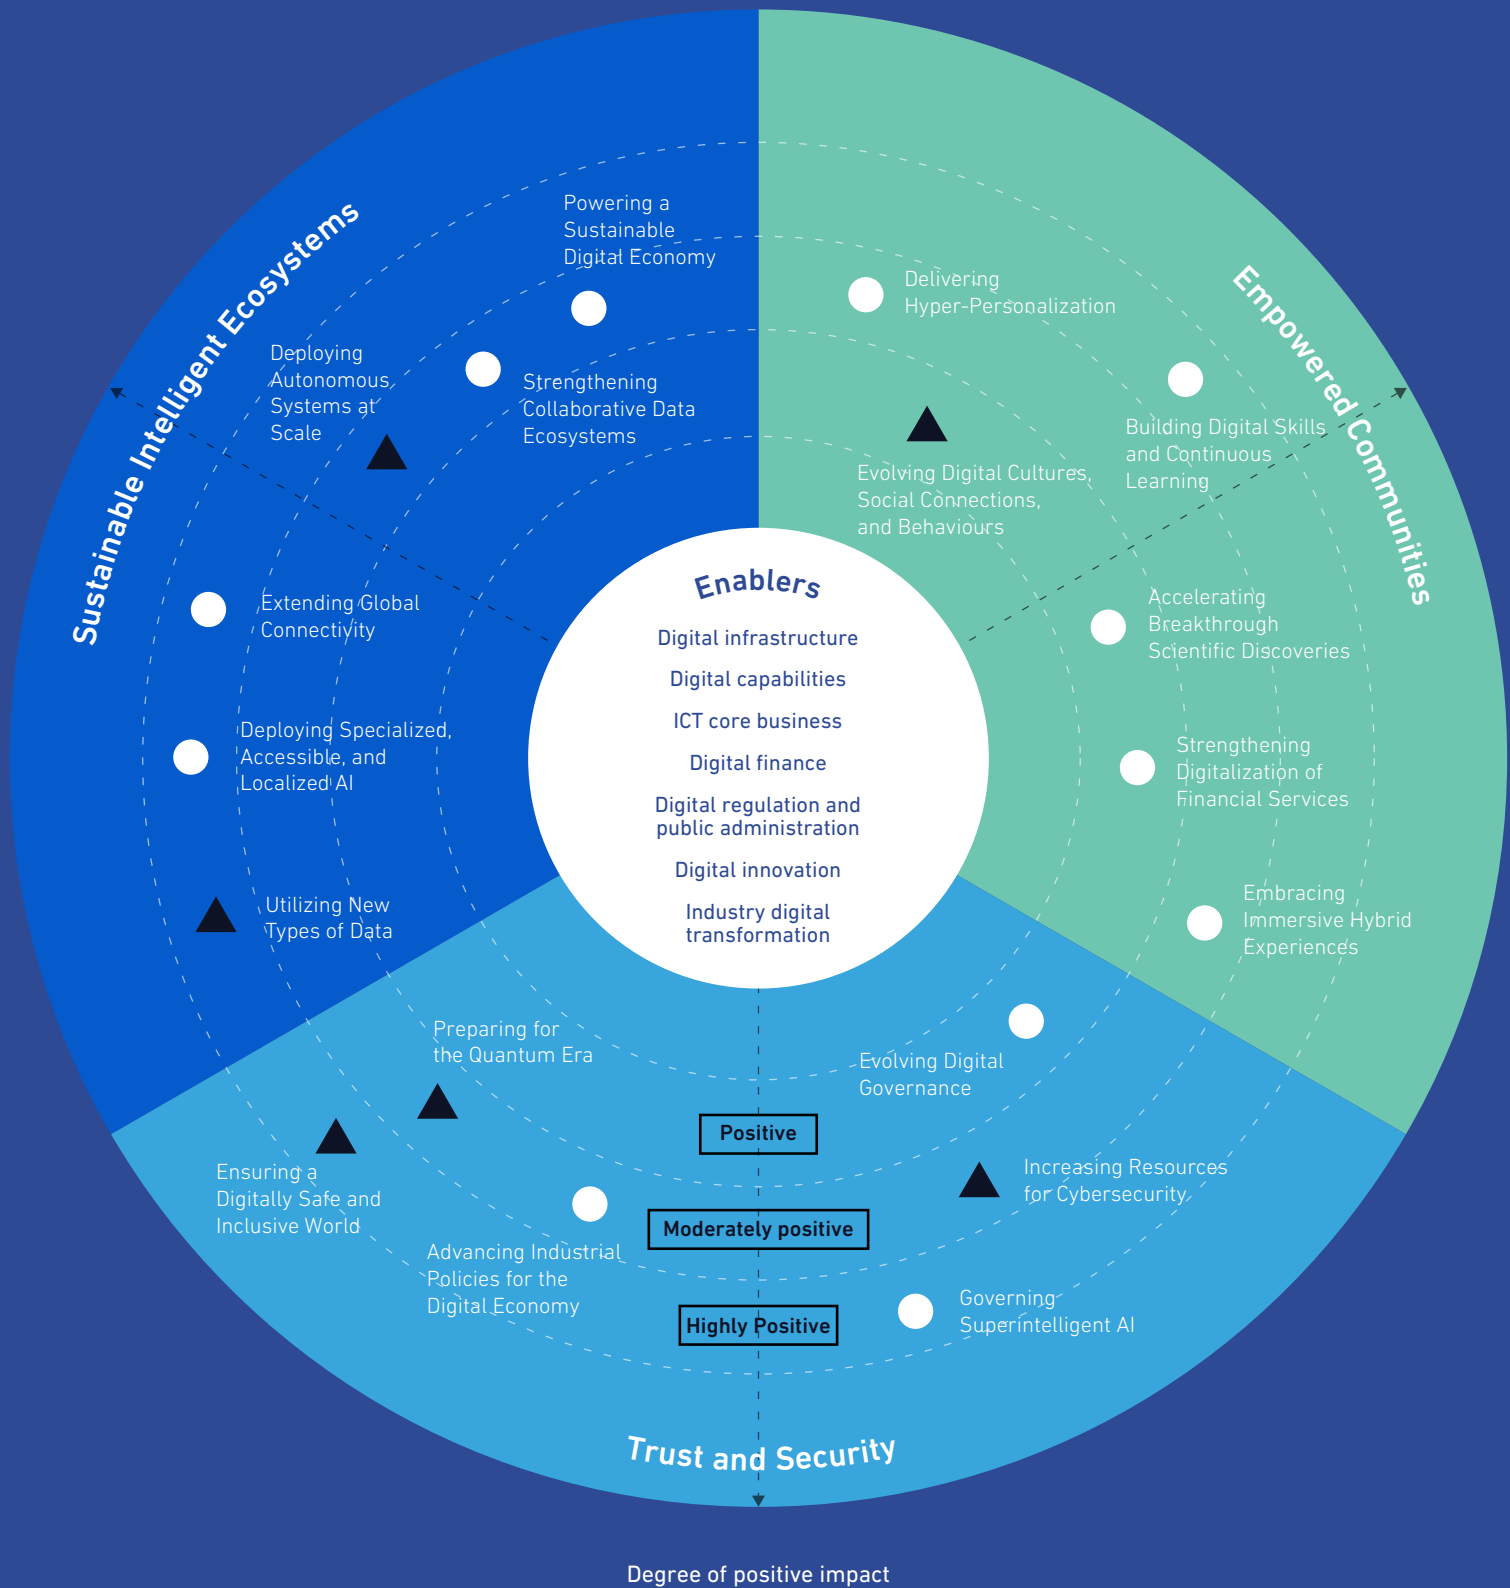 Sustainable Intelligent Ecosystems
Powering a
Sustainable
Digital Economy
Deploying
Autonomous
Systems at
Scale
Strengthening
Collaborative Data
Ecosystems
Extending Global
Connectivity
Deploying Specialized,
Accessible, and
Localized AI
Utilizing New
Types of Data
Empowered Communities
Delivering
Hyper-Personalization
Building Digital Skills
and Continuous
Learning
Evolving Digital Cultures,
Social Connections,
and Behaviours
Accelerating
Breakthrough
Scientific Discoveries
Strengthening
Digitalization of
Financial Services
Embracing
Immersive Hybrid
Experiences
Enablers
Digital infrastructure
Digital capabilities
ICT core business
Digital finance
Digital regulation and
public administration
Digital innovation
Industry digital
transformation
Preparing for
the Quantum Era
Ensuring a
Digitally Safe and
Inclusive World
Advancing Industrial
Policies for the
Digital Economy
Evolving Digital
Governance
Increasing Resources
for Cybersecurity
Governing
Superintelligent AI
Positive
Moderately positive
Highly Positive
Trust and Security
Degree of positive impact